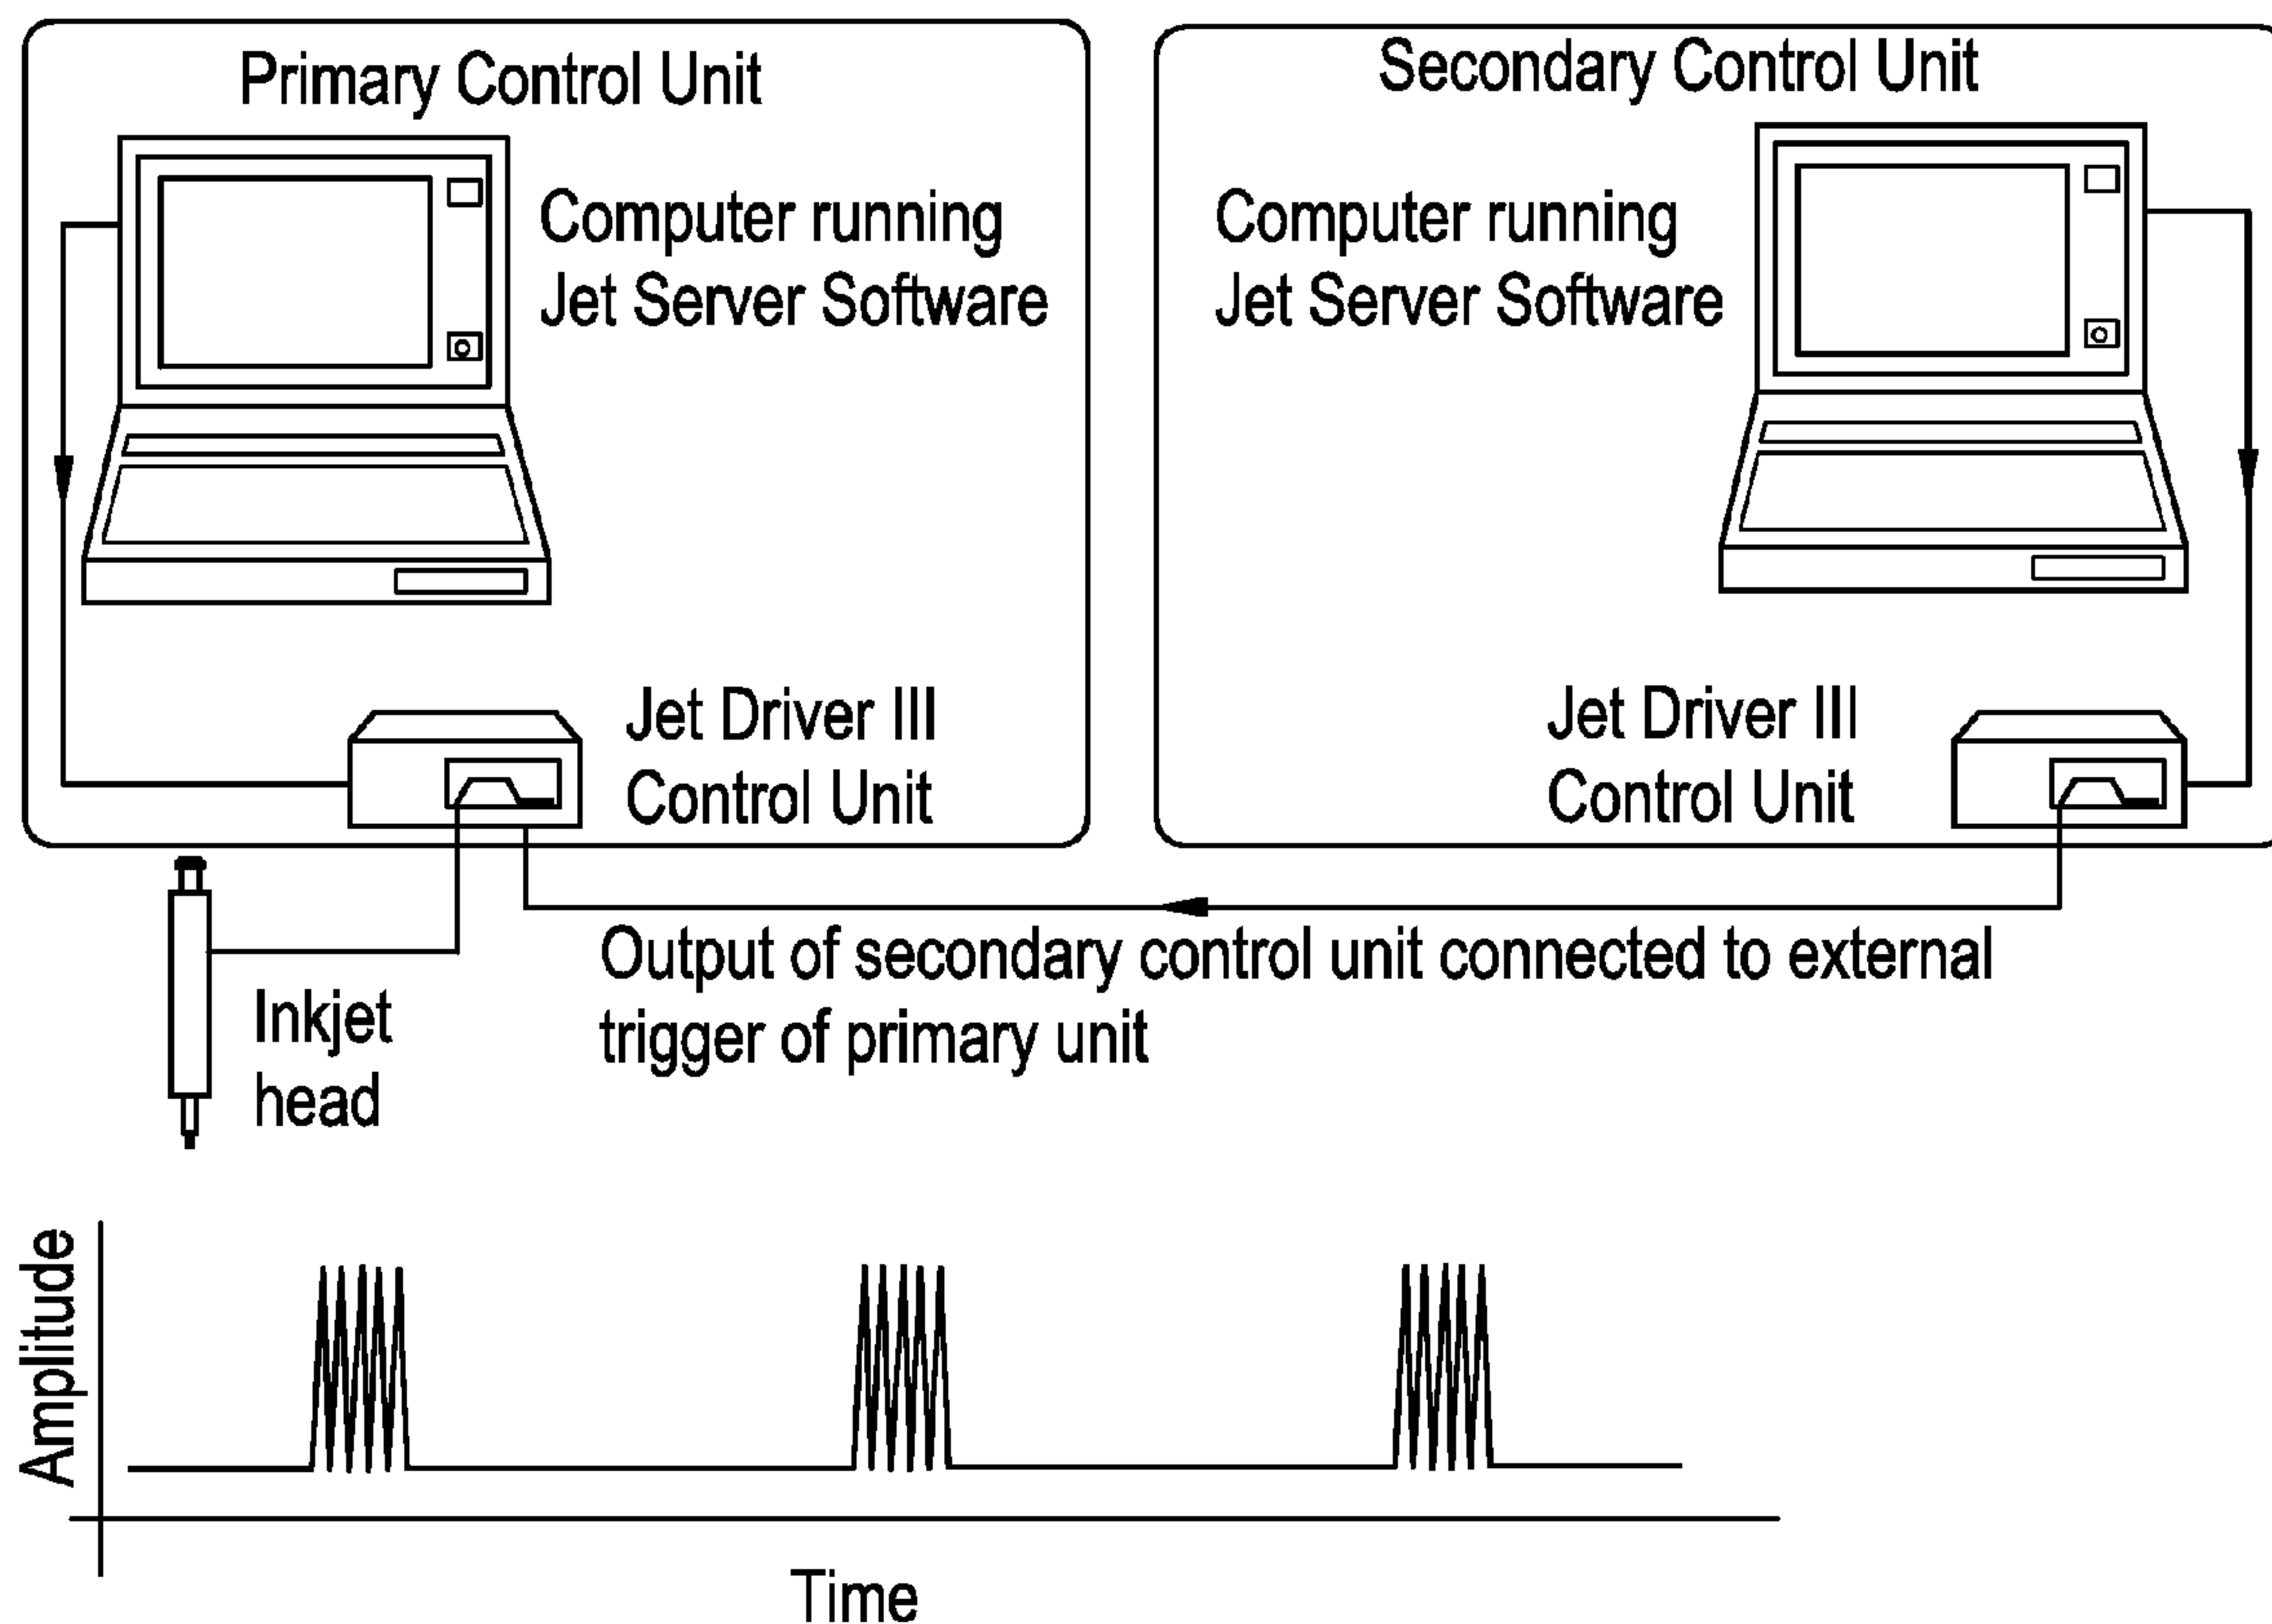 Primary Control Unit
Computer running
Jet Server Software
Jet Driver III
Control Unit
Secondary Control Unit
Computer running
Jet Server Software
Jet Driver III
Control Unit
Inkjet
head
Output of secondary control unit connected to external
trigger of primary unit
Amplitude
Time